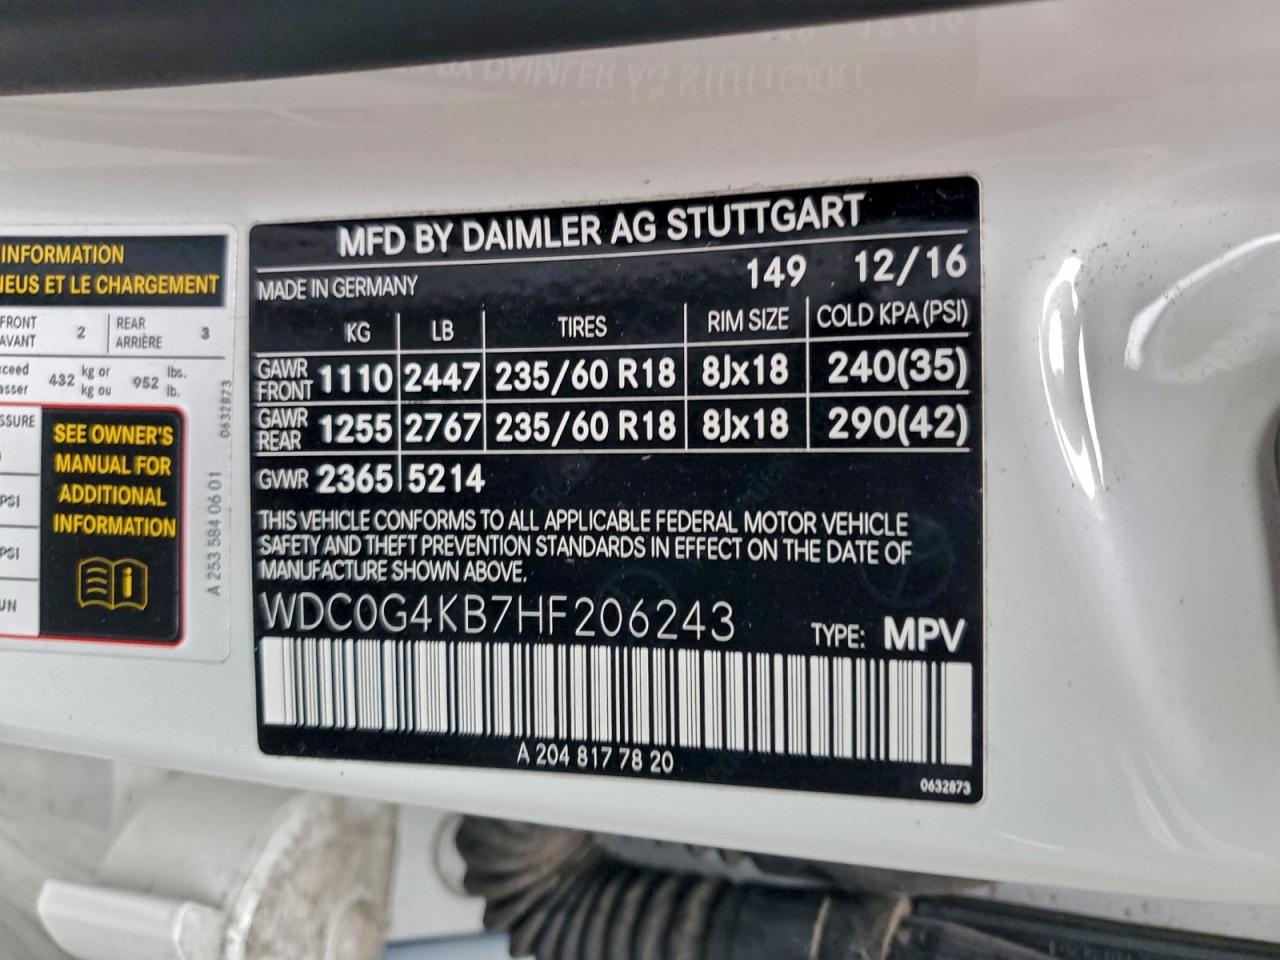 INFORMATION
NEUS ET LE CHARGEMENT
FRONT
AVANT
2
REAR
ARRIÈRE
3
432 kg or
kg ou
952 lbs.
lb.
0632873
SEE OWNER'S
MANUAL FOR
ADDITIONAL
INFORMATION
A 253 584 06 01
PSI
PSI
MFD BY DAIMLER AG STUTTGART
MADE IN GERMANY 149 12/16
KG LB TIRES RIM SIZE COLD KPA (PSI)
GAWR FRONT 1110 2447 235/60 R18 8Jx18 240(35)
GAWR REAR 1255 2767 235/60 R18 8Jx18 290(42)
GVWR 2365 5214
THIS VEHICLE CONFORMS TO ALL APPLICABLE FEDERAL MOTOR VEHICLE
SAFETY AND THEFT PREVENTION STANDARDS IN EFFECT ON THE DATE OF
MANUFACTURE SHOWN ABOVE.
WDC0G4KB7HF206243 TYPE: MPV
A 204 817 78 20
0632873